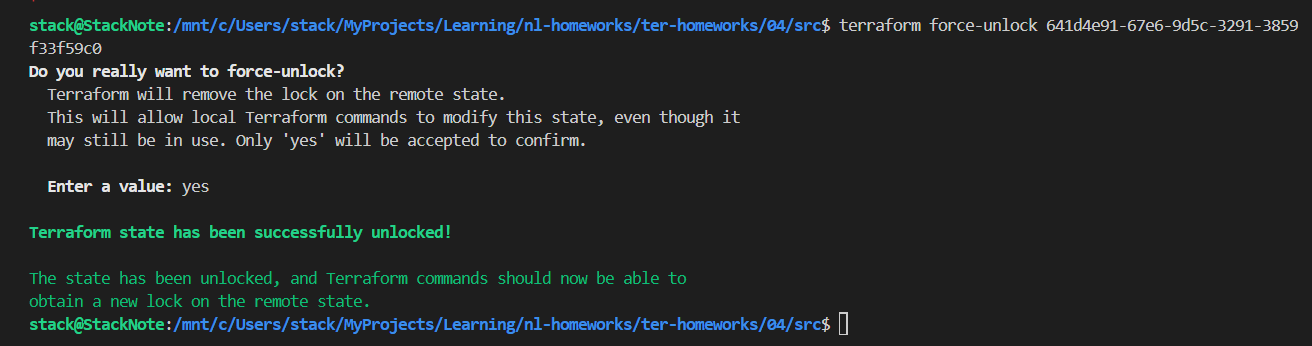 stack@StackNote:/mnt/c/Users/stack/MyProjects/Learning/nl-homeworks/ter-homeworks/04/src$ terraform force-unlock 641d4e91-67e6-9d5c-3291-3859
f33f59c0
Do you really want to force-unlock?
  Terraform will remove the lock on the remote state.
  This will allow local Terraform commands to modify this state, even though it
  may still be in use. Only 'yes' will be accepted to confirm.

  Enter a value: yes

Terraform state has been successfully unlocked!

The state has been unlocked, and Terraform commands should now be able to
obtain a new lock on the remote state.
stack@StackNote:/mnt/c/Users/stack/MyProjects/Learning/nl-homeworks/ter-homeworks/04/src$